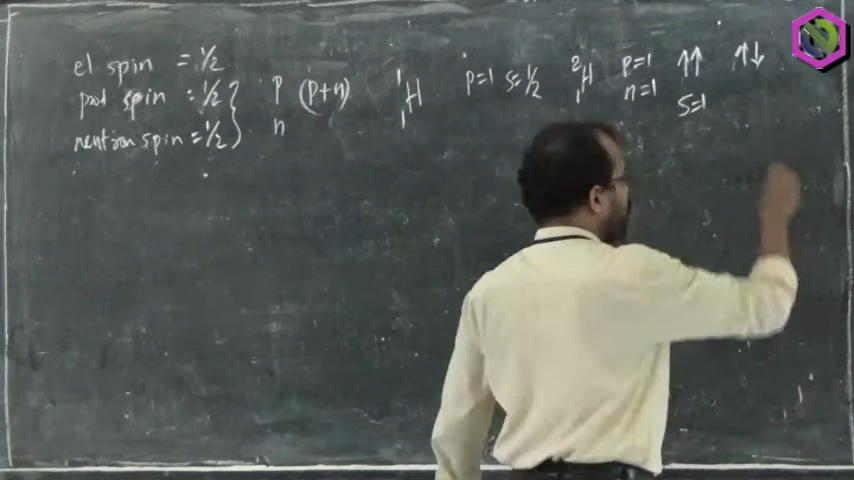 el spin = 1/2
prot spin = 1/2 } p (p+n) ¹₁H p=1 s=1/2 ²₁H p=1 n=1 ↑↑ s=1 ↑↓
neutron spin = 1/2 } n